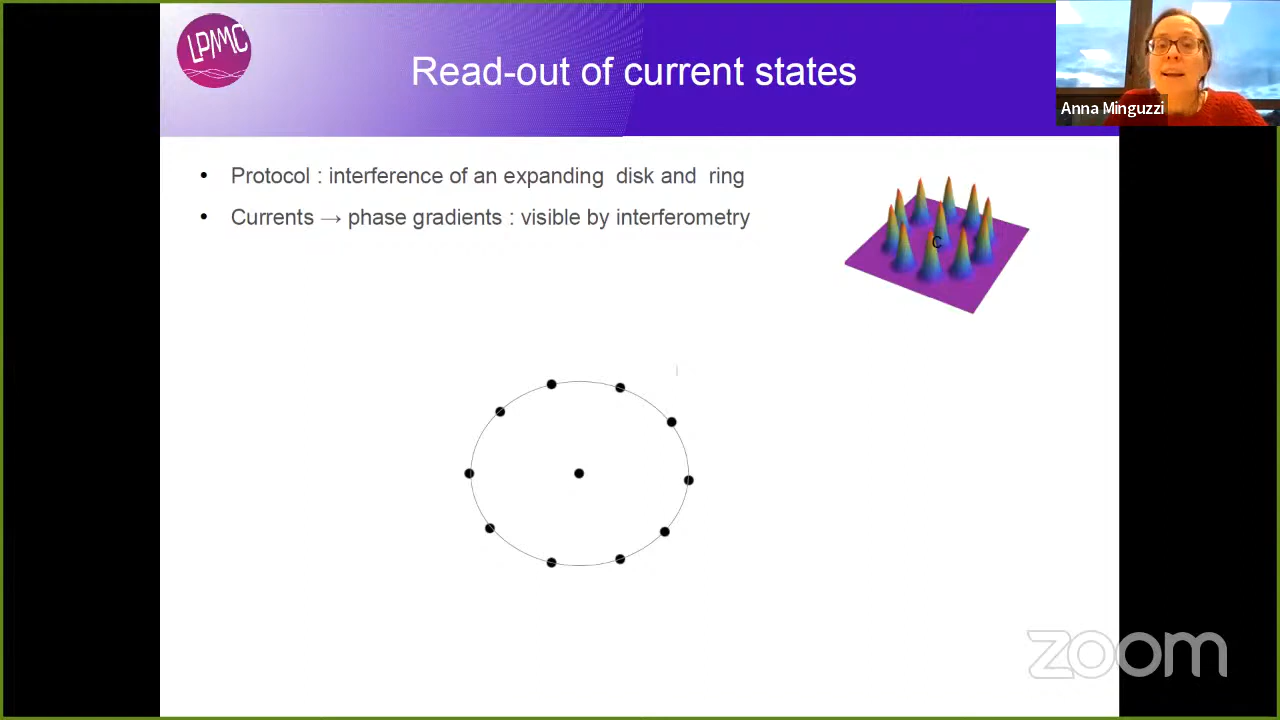 LPMMC
Read-out of current states
Anna Minguzzi
• Protocol : interference of an expanding disk and ring
• Currents → phase gradients : visible by interferometry
C
zoom